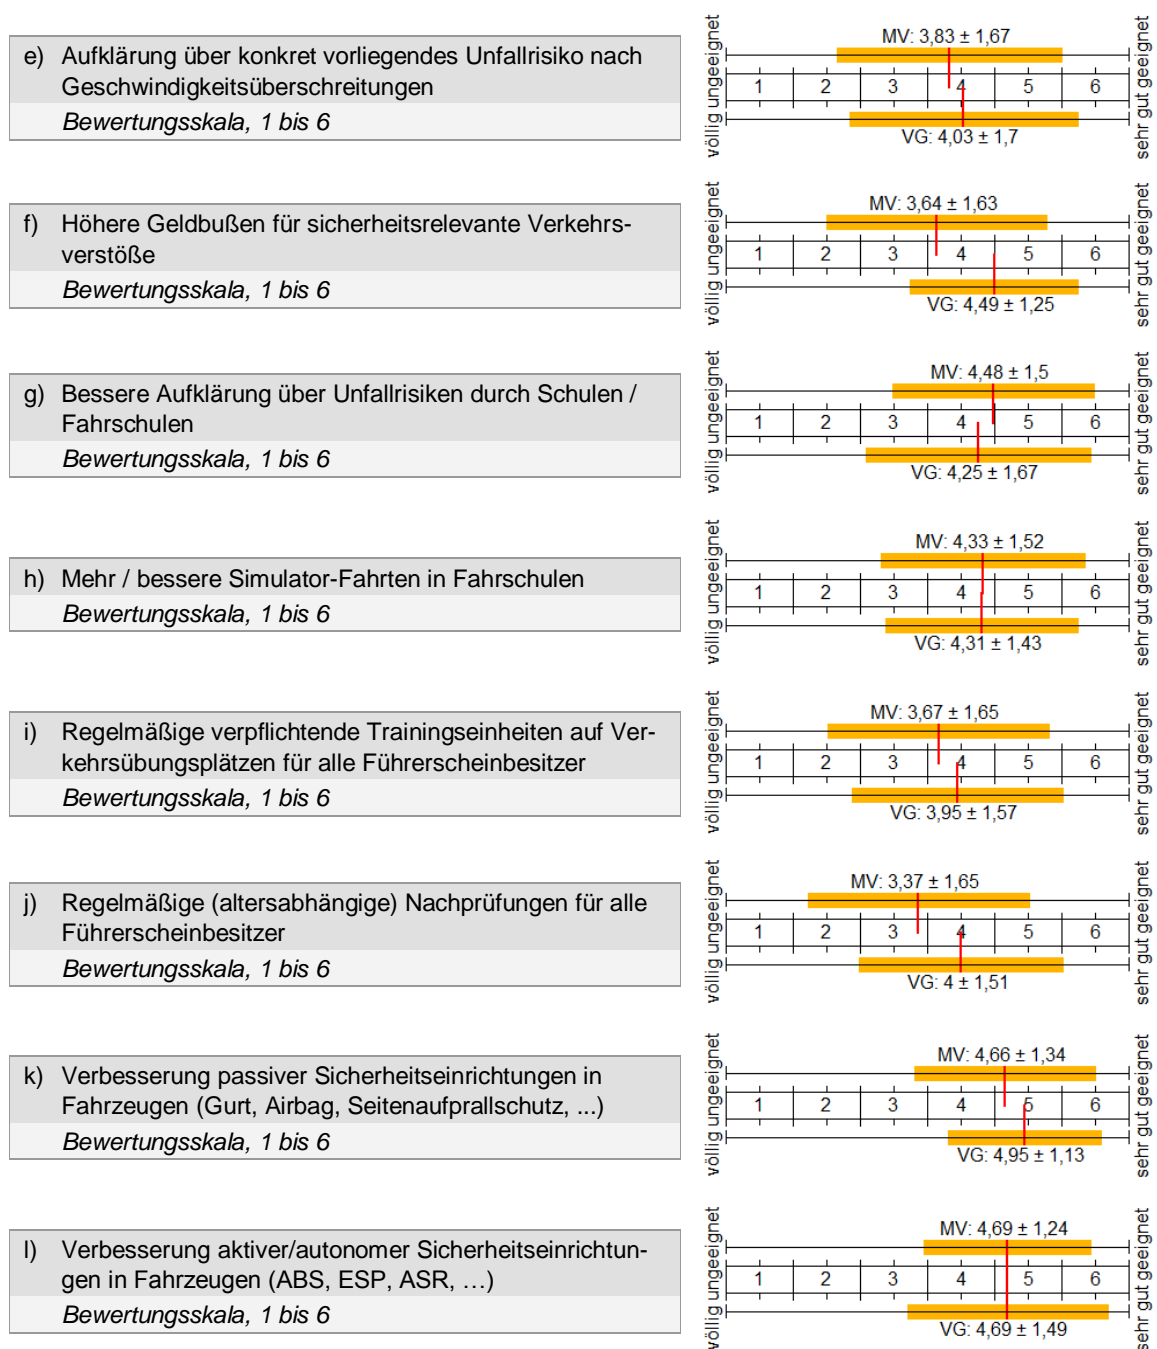 e) Aufklärung über konkret vorliegendes Unfallrisiko nach
Geschwindigkeitsüberschreitungen
Bewertungsskala, 1 bis 6
völlig ungeeignet
MV: 3,83 ± 1,67
1 2 3 4 5 6
VG: 4,03 ± 1,7
sehr gut geeignet
f) Höhere Geldbußen für sicherheitsrelevante Verkehrs-
verstöße
Bewertungsskala, 1 bis 6
völlig ungeeignet
MV: 3,64 ± 1,63
1 2 3 4 5 6
VG: 4,49 ± 1,25
sehr gut geeignet
g) Bessere Aufklärung über Unfallrisiken durch Schulen /
Fahrschulen
Bewertungsskala, 1 bis 6
völlig ungeeignet
MV: 4,48 ± 1,5
1 2 3 4 5 6
VG: 4,25 ± 1,67
sehr gut geeignet
h) Mehr / bessere Simulator-Fahrten in Fahrschulen
Bewertungsskala, 1 bis 6
völlig ungeeignet
MV: 4,33 ± 1,52
1 2 3 4 5 6
VG: 4,31 ± 1,43
sehr gut geeignet
i) Regelmäßige verpflichtende Trainingseinheiten auf Ver-
kehrsübungsplätzen für alle Führerscheinbesitzer
Bewertungsskala, 1 bis 6
völlig ungeeignet
MV: 3,67 ± 1,65
1 2 3 4 5 6
VG: 3,95 ± 1,57
sehr gut geeignet
j) Regelmäßige (altersabhängige) Nachprüfungen für alle
Führerscheinbesitzer
Bewertungsskala, 1 bis 6
völlig ungeeignet
MV: 3,37 ± 1,65
1 2 3 4 5 6
VG: 4 ± 1,51
sehr gut geeignet
k) Verbesserung passiver Sicherheitseinrichtungen in
Fahrzeugen (Gurt, Airbag, Seitenaufprallschutz, ...)
Bewertungsskala, 1 bis 6
völlig ungeeignet
MV: 4,66 ± 1,34
1 2 3 4 5 6
VG: 4,95 ± 1,13
sehr gut geeignet
l) Verbesserung aktiver/autonomer Sicherheitseinrichtun-
gen in Fahrzeugen (ABS, ESP, ASR, …)
Bewertungsskala, 1 bis 6
völlig ungeeignet
MV: 4,69 ± 1,24
1 2 3 4 5 6
VG: 4,69 ± 1,49
sehr gut geeignet